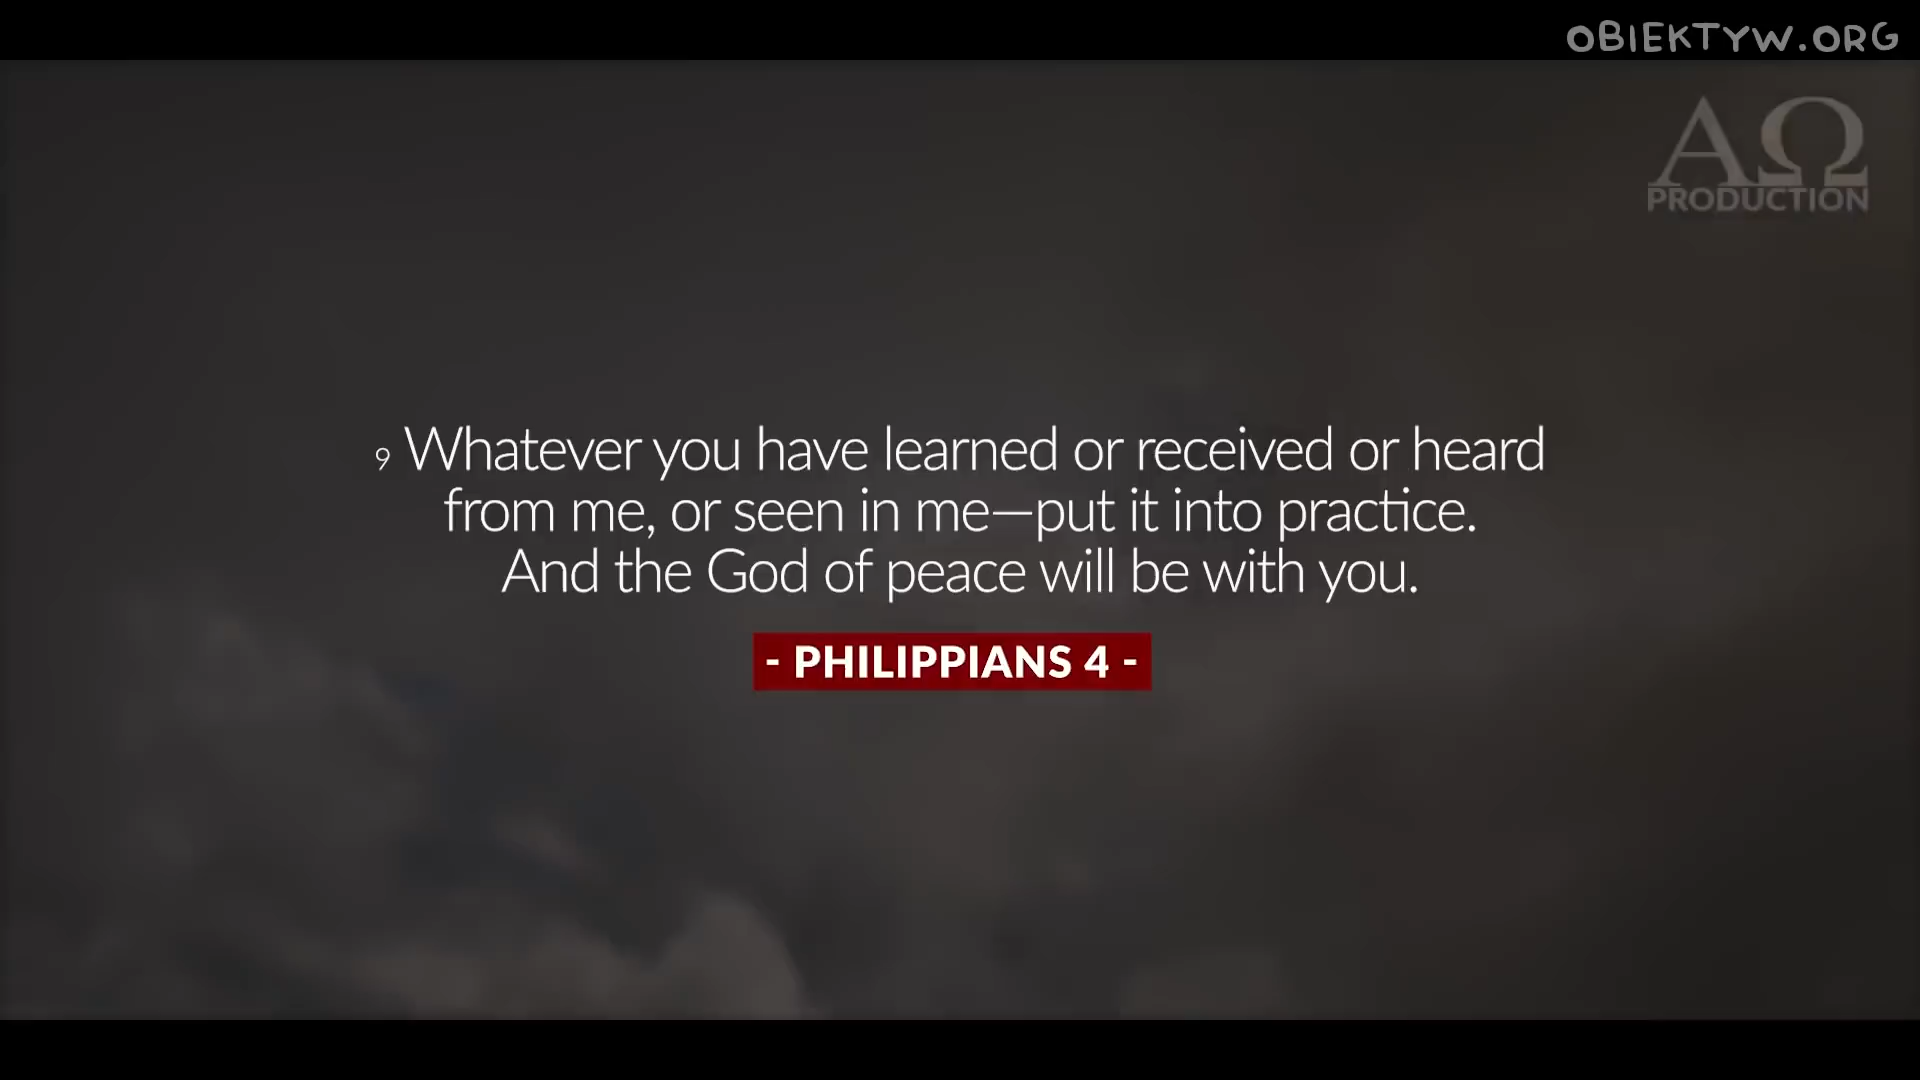 OBIEKTYW.ORG
ΑΩ
PRODUCTION
9 Whatever you have learned or received or heard
from me, or seen in me—put it into practice.
And the God of peace will be with you.
- PHILIPPIANS 4 -